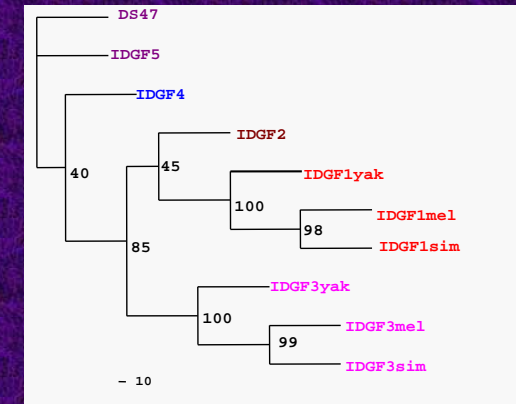 DS47
IDGF5
IDGF4
IDGF2
45
40
IDGF1yak
100
IDGF1mel
98
IDGF1sim
85
IDGF3yak
100
IDGF3mel
99
IDGF3sim
– 10